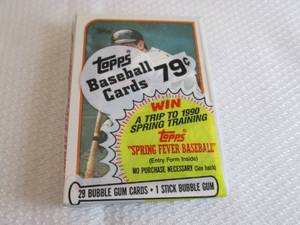 Topps
Baseball
Cards 79¢
WIN
A TRIP TO 1990
SPRING TRAINING
Topps
"SPRING FEVER BASEBALL"
(Entry Form Inside)
NO PURCHASE NECESSARY (See back)
29 BUBBLE GUM CARDS • 1 STICK BUBBLE GUM